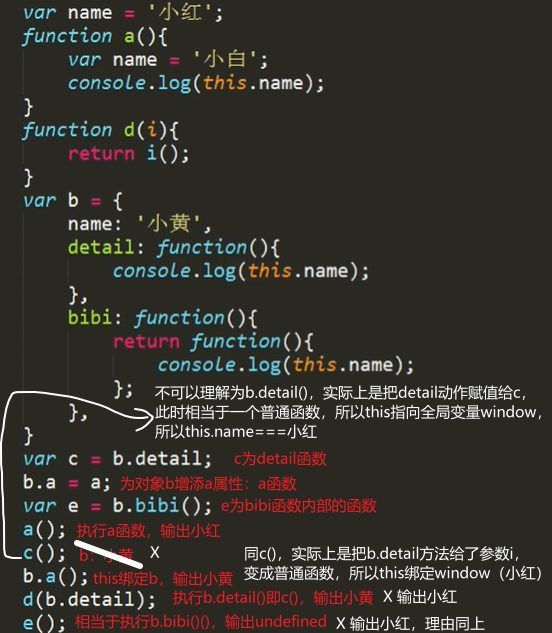 var name = '小红';
function a(){
var name = '小白';
console.log(this.name);
}
function d(i){
return i();
}
var b = {
name: '小黄',
detail: function(){
console.log(this.name);
},
bibi: function(){
return function(){
console.log(this.name);
};
不可以理解为b.detail()，实际上是把detail动作赋值给c，
},
此时相当于一个普通函数，所以this指向全局变量window，
所以this.name===小红
}
var c = b.detail; c为detail函数
b.a = a; 为对象b增添a属性：a函数
var e = b.bibi(); e为bibi函数内部的函数
a(); 执行a函数，输出小红
c(); b：小黄 X 同c()，实际上是把b.detail方法给了参数i，
变成普通函数，所以this绑定window（小红）
b.a(); this绑定b，输出小黄
d(b.detail); 执行b.detail()即c()，输出小黄 X 输出小红
e(); 相当于执行b.bibi()()，输出undefined X 输出小红，理由同上